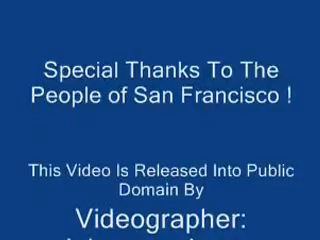 Special Thanks To The
People of San Francisco !
This Video Is Released Into Public
Domain By
Videographer: